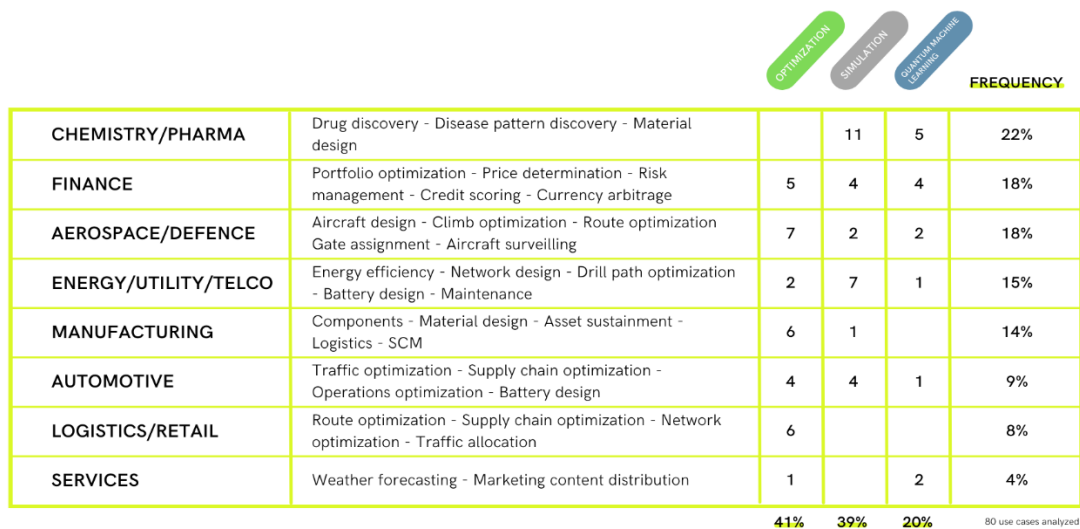 OPTIMIZATION
SIMULATION
QUANTUM MACHINE
LEARNING
FREQUENCY
CHEMISTRY/PHARMA
Drug discovery - Disease pattern discovery - Material
design
11 5 22%
FINANCE
Portfolio optimization - Price determination - Risk
management - Credit scoring - Currency arbitrage
5 4 4 18%
AEROSPACE/DEFENCE
Aircraft design - Climb optimization - Route optimization
Gate assignment - Aircraft surveilling
7 2 2 18%
ENERGY/UTILITY/TELCO
Energy efficiency - Network design - Drill path optimization
- Battery design - Maintenance
2 7 1 15%
MANUFACTURING
Components - Material design - Asset sustainment -
Logistics - SCM
6 1 14%
AUTOMOTIVE
Traffic optimization - Supply chain optimization -
Operations optimization - Battery design
4 4 1 9%
LOGISTICS/RETAIL
Route optimization - Supply chain optimization - Network
optimization - Traffic allocation
6 8%
SERVICES
Weather forecasting - Marketing content distribution
1 2 4%
41% 39% 20%
80 use cases analyzed